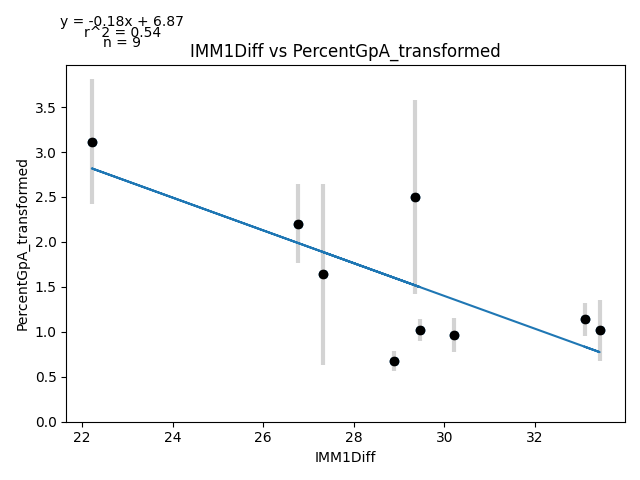 y = -0.18x + 6.87
r^2 = 0.54
n = 9
IMM1Diff vs PercentGpA_transformed
PercentGpA_transformed
3.5
3.0
2.5
2.0
1.5
1.0
0.5
0.0
22 24 26 28 30 32
IMM1Diff